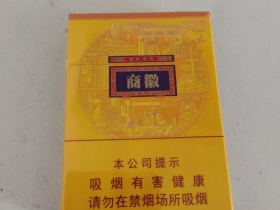 商徽
本公司提示
吸烟有害健康
请勿在禁烟场所吸烟